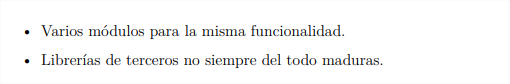 • Varios módulos para la misma funcionalidad.
• Librerías de terceros no siempre del todo maduras.